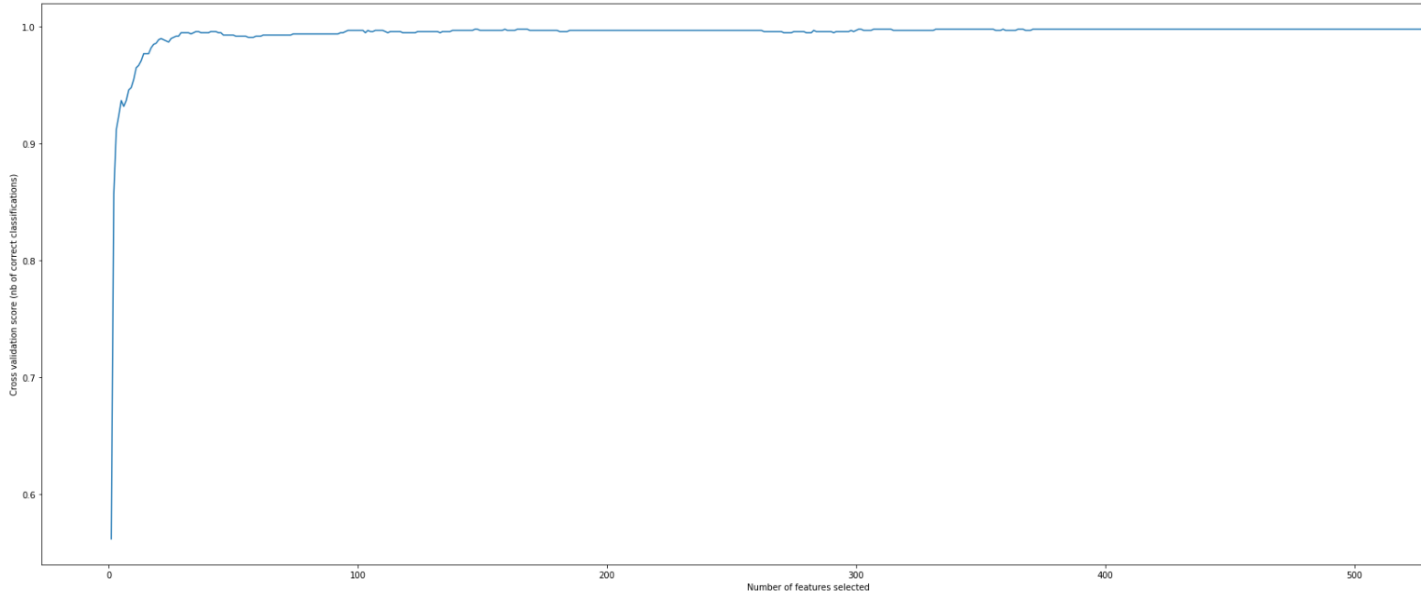 1.0
0.9
0.8
0.7
0.6
Cross validation score (nb of correct classifications)
0 100 200 300 400 500
Number of features selected